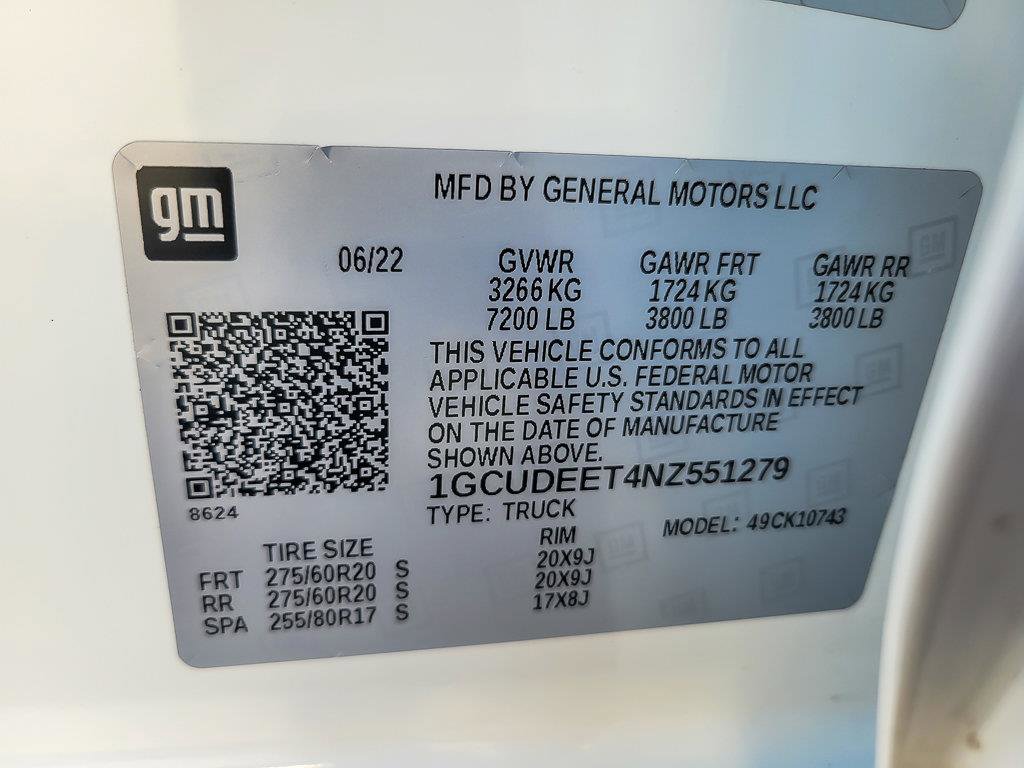 gm
MFD BY GENERAL MOTORS LLC
06/22 GVWR GAWR FRT GAWR RR
3266 KG 1724 KG 1724 KG
7200 LB 3800 LB 3800 LB
THIS VEHICLE CONFORMS TO ALL
APPLICABLE U.S. FEDERAL MOTOR
VEHICLE SAFETY STANDARDS IN EFFECT
ON THE DATE OF MANUFACTURE
SHOWN ABOVE.
1GCUDEET4NZ551279
8624
TYPE: TRUCK MODEL: 49CK10743
TIRE SIZE RIM
FRT 275/60R20 S 20X9J
RR 275/60R20 S 20X9J
SPA 255/80R17 S 17X8J